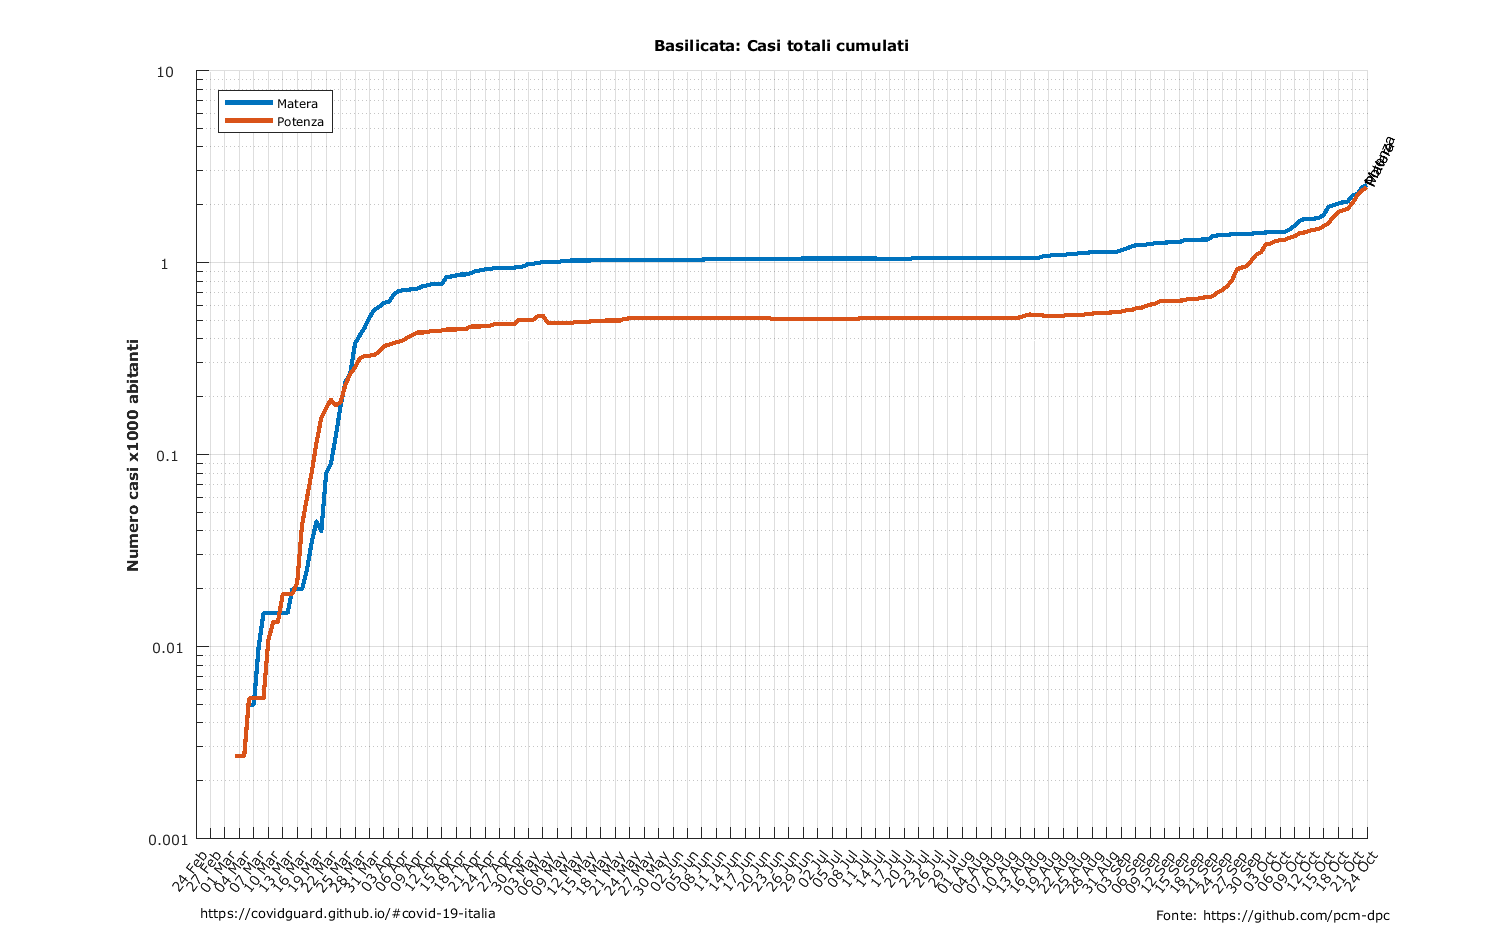 Basilicata: Casi totali cumulati
10
1
0.1
0.01
0.001
Numero casi x1000 abitanti
Matera
Potenza
Potenza
Matera
24 Feb
27 Feb
01 Mar
04 Mar
07 Mar
10 Mar
13 Mar
16 Mar
19 Mar
22 Mar
25 Mar
28 Mar
31 Mar
03 Apr
06 Apr
09 Apr
12 Apr
15 Apr
18 Apr
21 Apr
24 Apr
27 Apr
30 Apr
03 May
06 May
09 May
12 May
15 May
18 May
21 May
24 May
27 May
30 May
02 Jun
05 Jun
08 Jun
11 Jun
14 Jun
17 Jun
20 Jun
23 Jun
26 Jun
29 Jun
02 Jul
05 Jul
08 Jul
11 Jul
14 Jul
17 Jul
20 Jul
23 Jul
26 Jul
29 Jul
01 Aug
04 Aug
07 Aug
10 Aug
13 Aug
16 Aug
19 Aug
22 Aug
25 Aug
28 Aug
31 Aug
03 Sep
06 Sep
09 Sep
12 Sep
15 Sep
18 Sep
21 Sep
24 Sep
27 Sep
30 Sep
03 Oct
06 Oct
09 Oct
12 Oct
15 Oct
18 Oct
21 Oct
24 Oct
https://covidguard.github.io/#covid-19-italia
Fonte: https://github.com/pcm-dpc